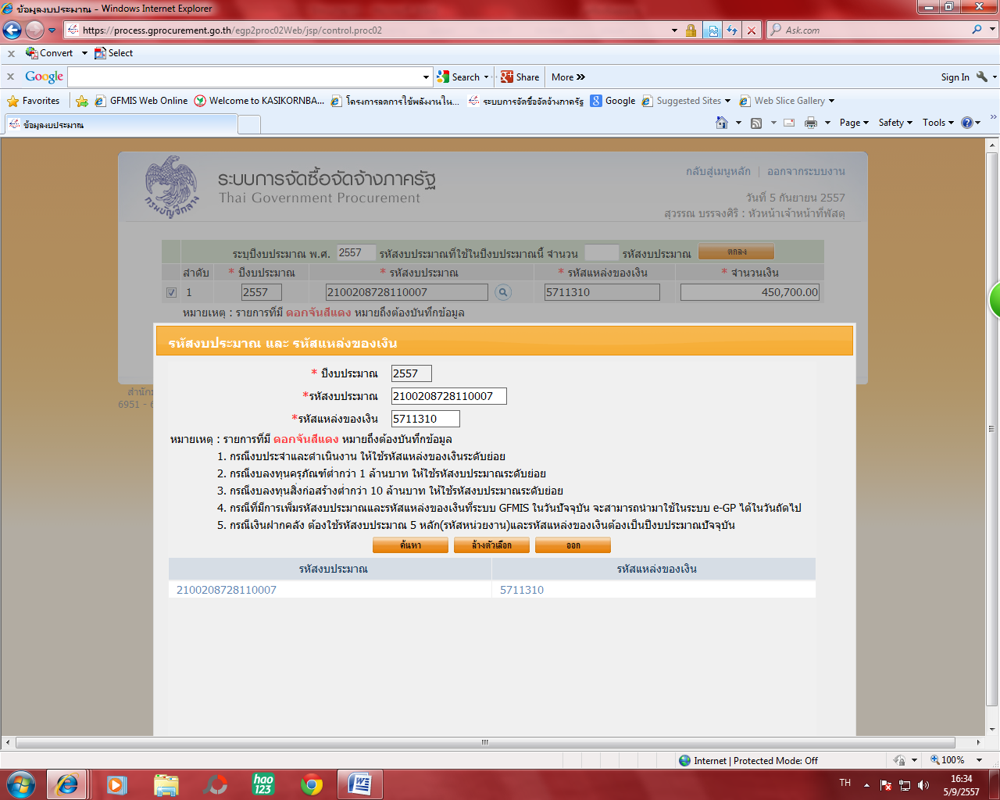 ข้อมูลงบประมาณ - Windows Internet Explorer
https://process.gprocurement.go.th/egp2proc02Web/jsp/control.proc02
Ask.com
x Convert Select
x Google Search Share More Sign In
Favorites GFMIS Web Online Welcome to KASIKORNBA... โครงการลดการใช้พลังงานใน... ระบบการจัดซื้อจัดจ้างภาครัฐ Google Suggested Sites Web Slice Gallery
ข้อมูลงบประมาณ Page Safety Tools
กรมบัญชีกลาง
ระบบการจัดซื้อจัดจ้างภาครัฐ
Thai Government Procurement
กลับสู่เมนูหลัก | ออกจากระบบงาน
วันที่ 5 กันยายน 2557
สุวรรณ บรรจงศิริ : หัวหน้าเจ้าหน้าที่พัสดุ
ระบุปีงบประมาณ พ.ศ. 2557 รหัสงบประมาณที่ใช้ในปีงบประมาณนี้ จำนวน รหัสงบประมาณ ตกลง
ลำดับ * ปีงบประมาณ * รหัสงบประมาณ * รหัสแหล่งของเงิน * จำนวนเงิน
1 2557 2100208728110007 5711310 450,700.00
หมายเหตุ : รายการที่มี ดอกจันสีแดง หมายถึงต้องบันทึกข้อมูล
รหัสงบประมาณ และ รหัสแหล่งของเงิน
* ปีงบประมาณ 2557
*รหัสงบประมาณ 2100208728110007
*รหัสแหล่งของเงิน 5711310
หมายเหตุ : รายการที่มี ดอกจันสีแดง หมายถึงต้องบันทึกข้อมูล
1. กรณีงบประจำและดำเนินงาน ให้ใช้รหัสแหล่งของเงินระดับย่อย
2. กรณีงบลงทุนครุภัณฑ์ต่ำกว่า 1 ล้านบาท ให้ใช้รหัสงบประมาณระดับย่อย
3. กรณีงบลงทุนสิ่งก่อสร้างต่ำกว่า 10 ล้านบาท ให้ใช้รหัสงบประมาณระดับย่อย
4. กรณีที่มีการเพิ่มรหัสงบประมาณและรหัสแหล่งของเงินที่ระบบ GFMIS ในวันปัจจุบัน จะสามารถนำมาใช้ในระบบ e-GP ได้ในวันถัดไป
5. กรณีเงินฝากคลัง ต้องใช้รหัสงบประมาณ 5 หลัก(รหัสหน่วยงาน)และรหัสแหล่งของเงินต้องเป็นปีงบประมาณปัจจุบัน
ค้นหา ล้างตัวเลือก ออก
รหัสงบประมาณ รหัสแหล่งของเงิน
2100208728110007 5711310
สำนัก
6951 -
Internet | Protected Mode: Off 100%
hao 123 TH 16:34
5/9/2557